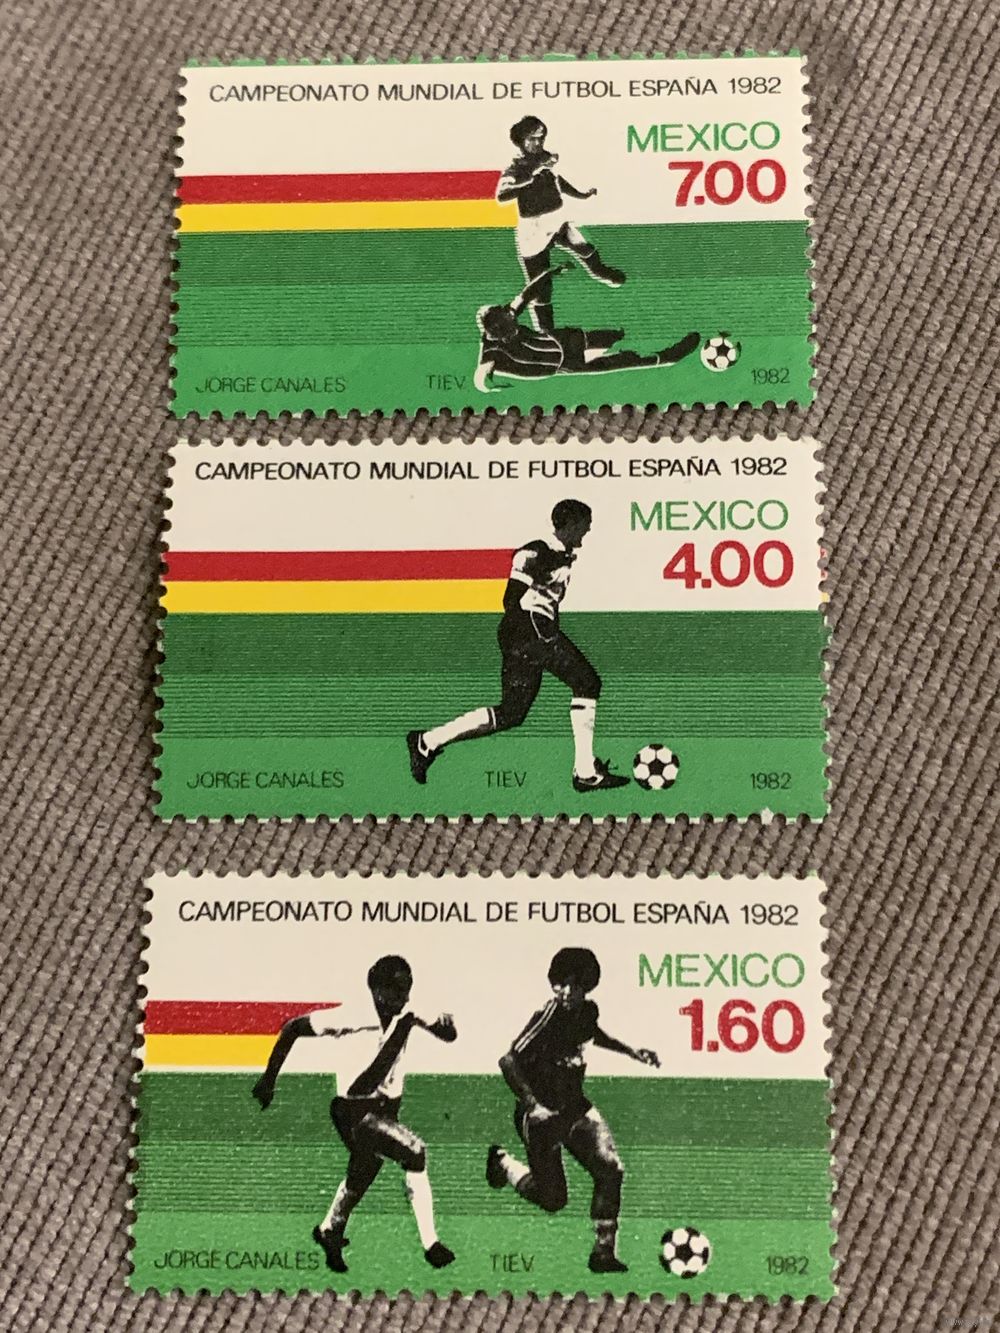 CAMPEONATO MUNDIAL DE FUTBOL ESPAÑA 1982
MEXICO
7.00
JORGE CANALES TIEV 1982
CAMPEONATO MUNDIAL DE FUTBOL ESPAÑA 1982
MEXICO
4.00
JORGE CANALES TIEV 1982
CAMPEONATO MUNDIAL DE FUTBOL ESPAÑA 1982
MEXICO
1.60
JORGE CANALES TIEV 1982